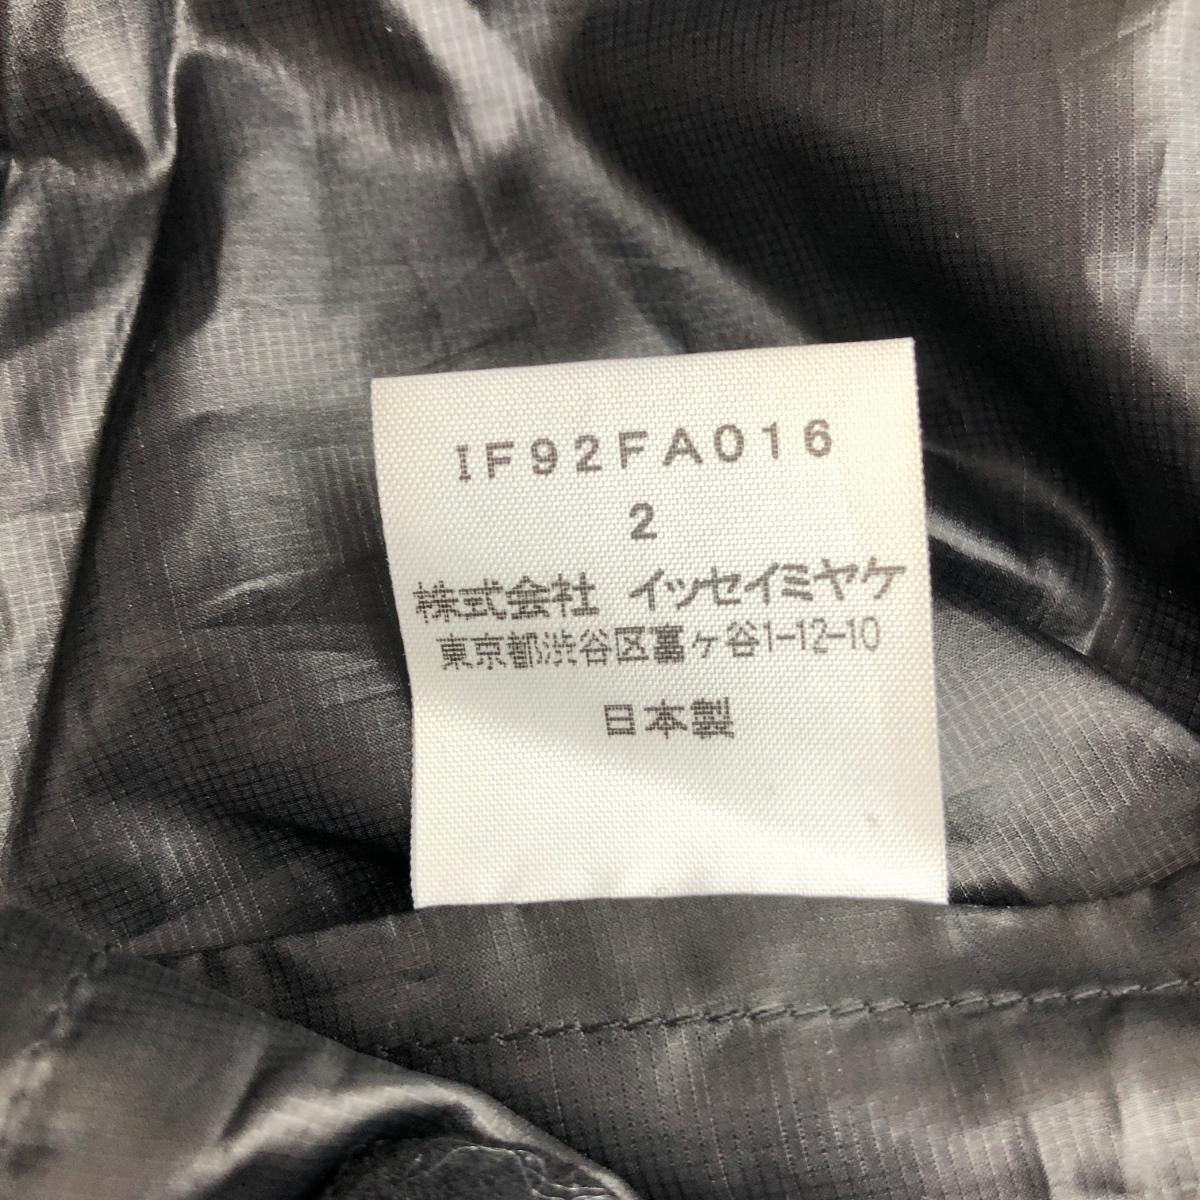 IF92FA016
2
株式会社 イッセイミヤケ
東京都渋谷区富ヶ谷1-12-10
日本製